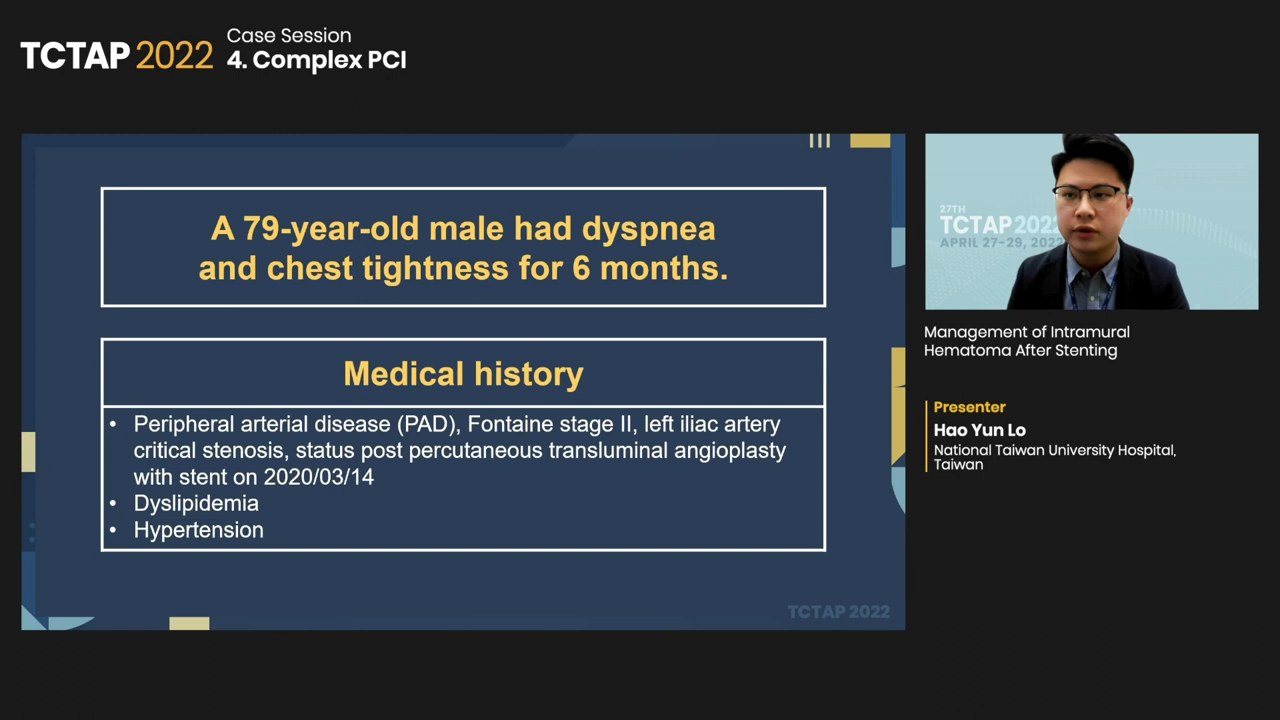 TCTAP 2022
Case Session
4. Complex PCI
A 79-year-old male had dyspnea
and chest tightness for 6 months.
Medical history
• Peripheral arterial disease (PAD), Fontaine stage II, left iliac artery
critical stenosis, status post percutaneous transluminal angioplasty
with stent on 2020/03/14
• Dyslipidemia
• Hypertension
TCTAP 2022
27TH
TCTAP 2022
APRIL 27-29, 2022
Management of Intramural
Hematoma After Stenting
Presenter
Hao Yun Lo
National Taiwan University Hospital,
Taiwan